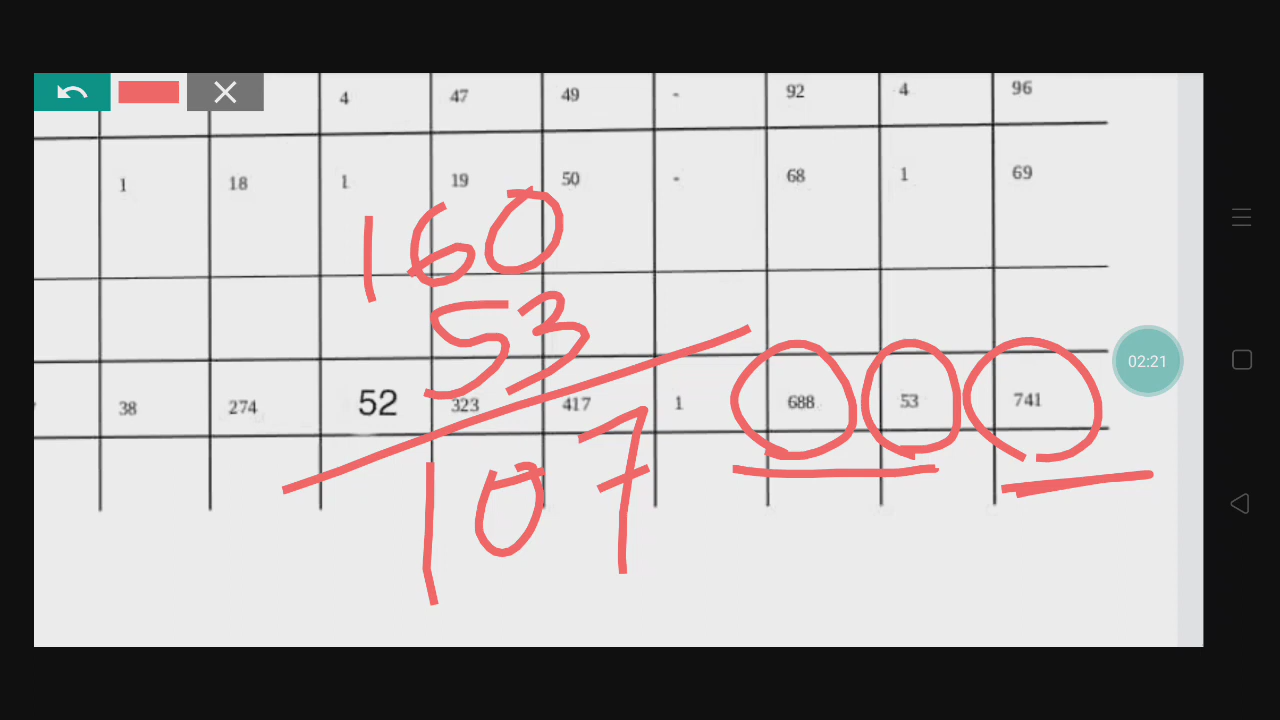 4 47 49 - 92 4 96
1 18 1 19 50 - 68 1 69
160
53
38 274 52 323 417 1 688 53 741
107
02:21